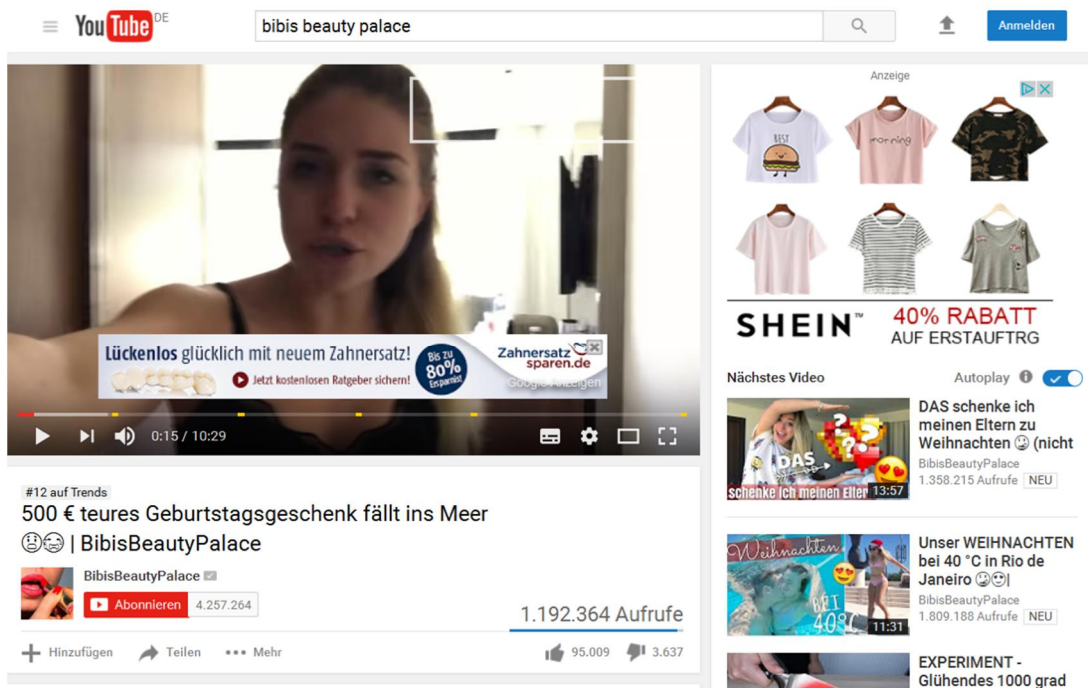 YouTube DE
bibis beauty palace
Anmelden
Anzeige
BEST
morning
SHEIN™
40% RABATT
AUF ERSTAUFTRG
Lückenlos glücklich mit neuem Zahnersatz!
Jetzt kostenlosen Ratgeber sichern!
Bis zu
80%
Ersparnis!
Zahnersatz
sparen.de
Google-Anzeigen
0:15 / 10:29
#12 auf Trends
500 € teures Geburtstagsgeschenk fällt ins Meer
😟😂 | BibisBeautyPalace
BibisBeautyPalace
Abonnieren 4.257.264
1.192.364 Aufrufe
Hinzufügen Teilen Mehr
95.009 3.637
Nächstes Video
Autoplay
DAS
schenke ich meinen Elter
13:57
DAS schenke ich
meinen Eltern zu
Weihnachten (nicht
BibisBeautyPalace
1.358.215 Aufrufe NEU
Weihnachten
BEI
40°C
11:31
Unser WEIHNACHTEN
bei 40 °C in Rio de
Janeiro |
BibisBeautyPalace
1.809.188 Aufrufe NEU
EXPERIMENT -
Glühendes 1000 grad